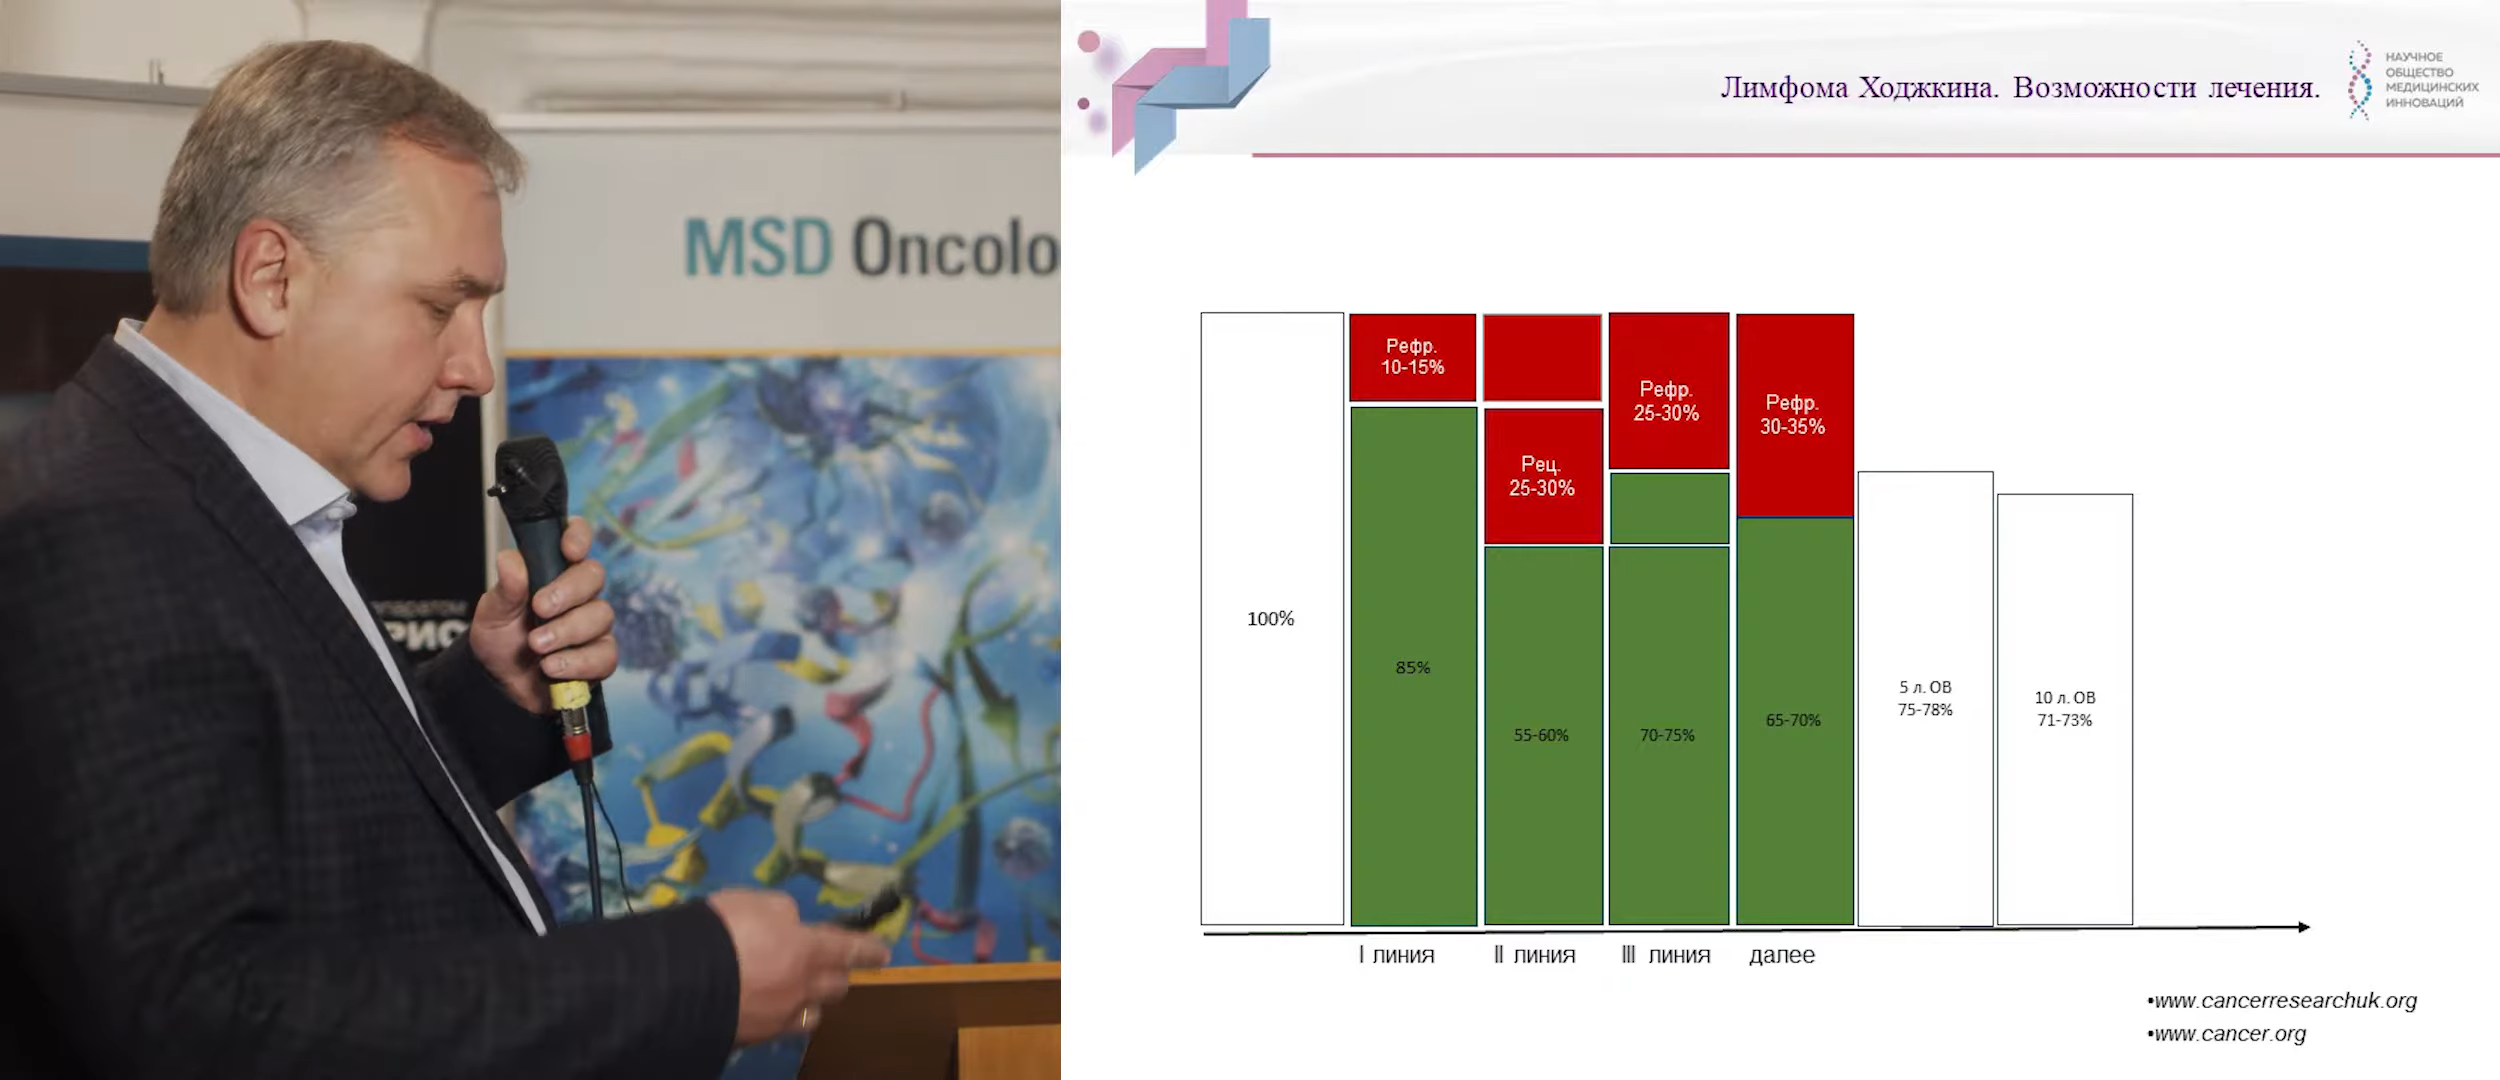 MSD Oncolo
Лимфома Ходжкина. Возможности лечения.
НАУЧНОЕ
ОБЩЕСТВО
МЕДИЦИНСКИХ
ИННОВАЦИЙ
100%
Рефр.
10-15%
85%
Рец.
25-30%
55-60%
Рефр.
25-30%
70-75%
Рефр.
30-35%
65-70%
5 л. ОВ
75-78%
10 л. ОВ
71-73%
I линия
II линия
III линия
далее
•www.cancerresearchuk.org
•www.cancer.org